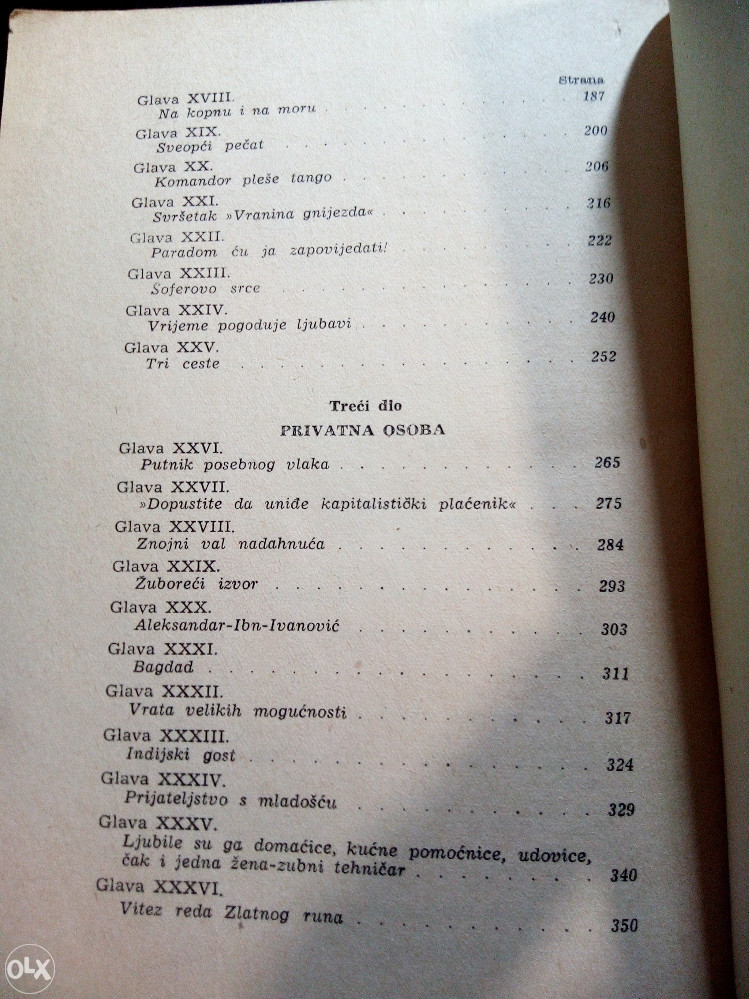 Strana
Glava XVIII.
Na kopnu i na moru . . . . . . . . . . 187
Glava XIX.
Sveopći pečat . . . . . . . . . . 200
Glava XX.
Komandor pleše tango . . . . . . . . . . 206
Glava XXI.
Svršetak »Vranina gnijezda« . . . . . . . . . . 216
Glava XXII.
Paradom ću ja zapovijedati! . . . . . . . . . . 222
Glava XXIII.
Šoferovo srce . . . . . . . . . . 230
Glava XXIV.
Vrijeme pogoduje ljubavi . . . . . . . . . . 240
Glava XXV.
Tri ceste . . . . . . . . . . 252
Treći dio
PRIVATNA OSOBA
Glava XXVI.
Putnik posebnog vlaka . . . . . . . . . . 265
Glava XXVII.
»Dopustite da uniđe kapitalistički plaćenik« . . . 275
Glava XXVIII.
Znojni val nadahnuća . . . . . . . . . . 284
Glava XXIX.
Žuboreći izvor . . . . . . . . . . 293
Glava XXX.
Aleksandar-Ibn-Ivanović . . . . . . . . . . 303
Glava XXXI.
Bagdad . . . . . . . . . . 311
Glava XXXII.
Vrata velikih mogućnosti . . . . . . . . . . 317
Glava XXXIII.
Indijski gost . . . . . . . . . . 324
Glava XXXIV.
Prijateljstvo s mladošću . . . . . . . . . . 329
Glava XXXV.
Ljubile su ga domaćice, kućne pomoćnice, udovice,
čak i jedna žena-zubni tehničar . . . . . . . . 340
Glava XXXVI.
Vitez reda Zlatnog runa . . . . . . . . . . 350
OLX